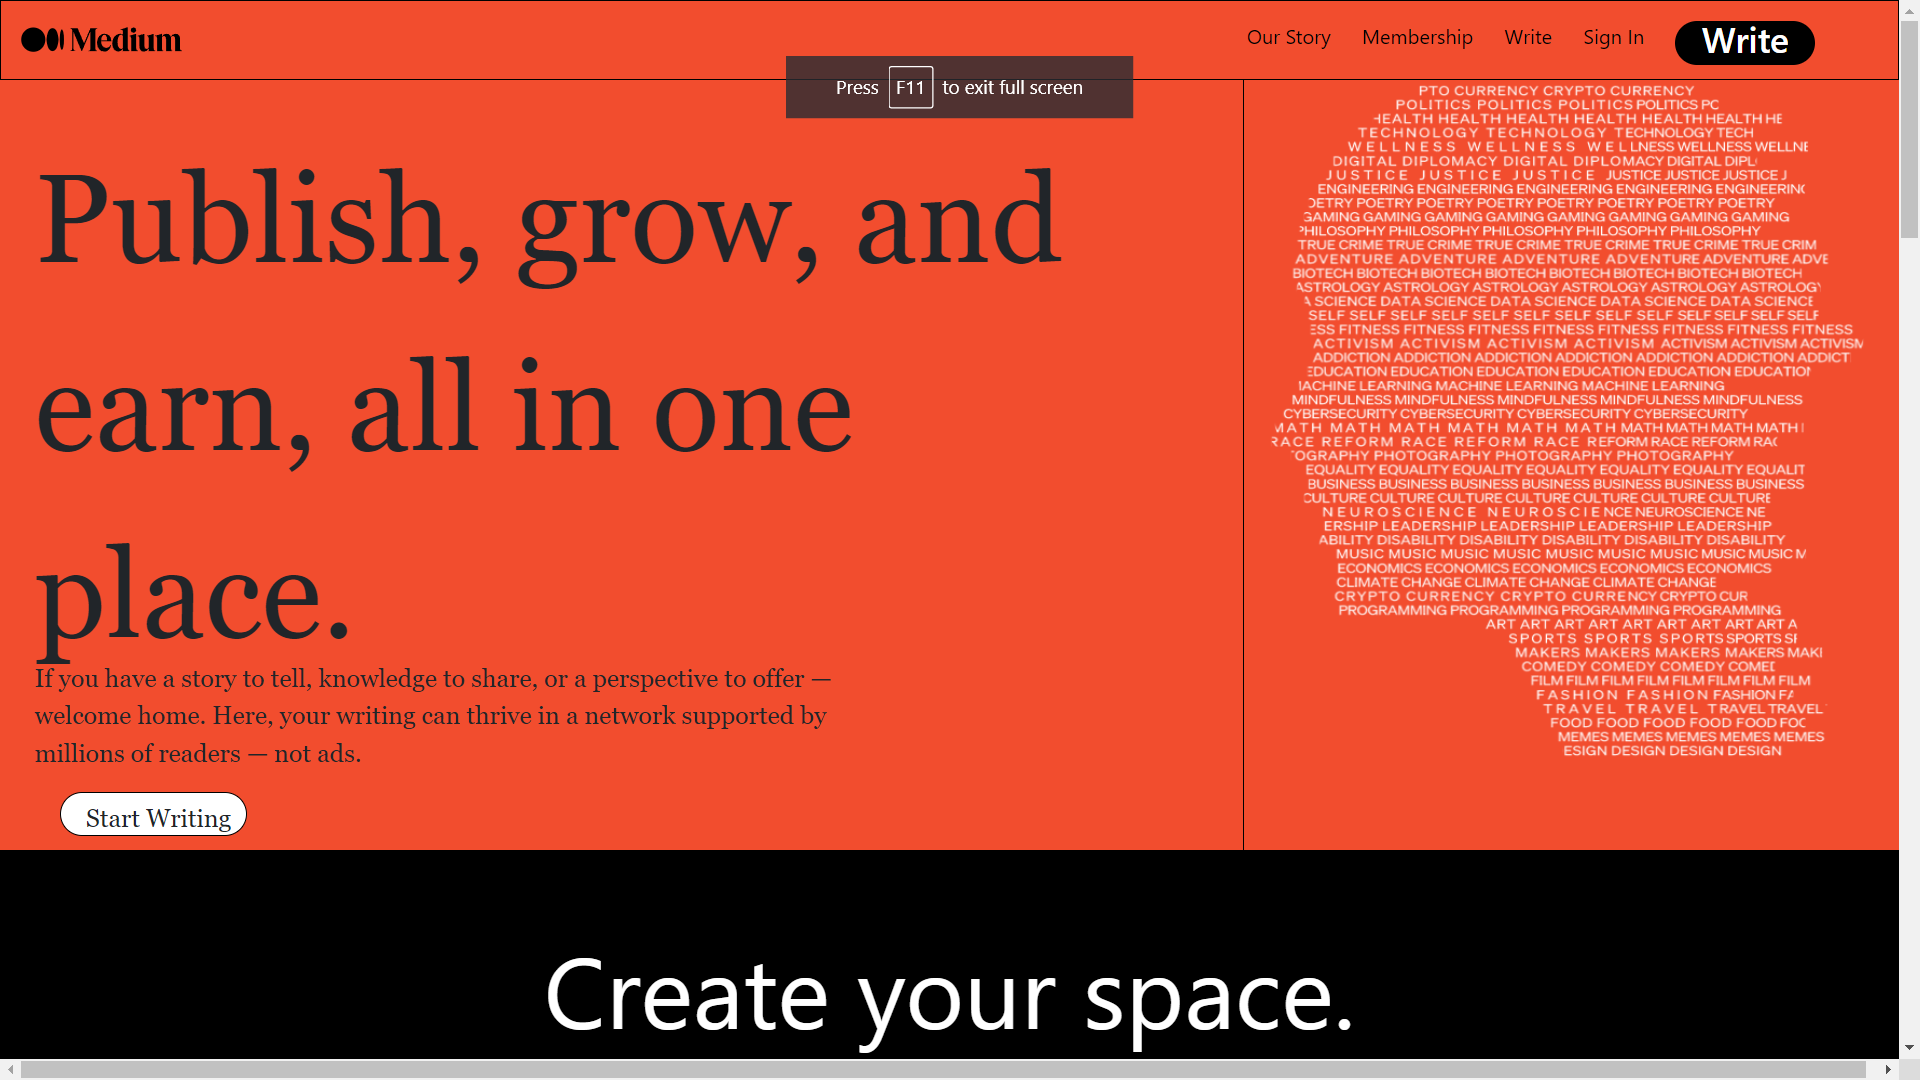 Medium
Our Story Membership Write Sign In Write
Press F11 to exit full screen
Publish, grow, and
earn, all in one
place.
If you have a story to tell, knowledge to share, or a perspective to offer —
welcome home. Here, your writing can thrive in a network supported by
millions of readers — not ads.
Start Writing
PTO CURRENCY CRYPTO CURRENCY
POLITICS POLITICS POLITICS POLITICS PO
HEALTH HEALTH HEALTH HEALTH HEALTH HEALTH HE
TECHNOLOGY TECHNOLOGY TECHNOLOGY TECH
WELLNESS WELLNESS WELLNESS WELLNESS WELLNE
DIGITAL DIPLOMACY DIGITAL DIPLOMACY DIGITAL DIPL
JUSTICE JUSTICE JUSTICE JUSTICE JUSTICE J
ENGINEERING ENGINEERING ENGINEERING ENGINEERING ENGINEERING
OETRY POETRY POETRY POETRY POETRY POETRY POETRY
GAMING GAMING GAMING GAMING GAMING GAMING GAMING GAMING
PHILOSOPHY PHILOSOPHY PHILOSOPHY PHILOSOPHY PHILOSOPHY
TRUE CRIME TRUE CRIME TRUE CRIME TRUE CRIME TRUE CRIME TRUE CRIM
ADVENTURE ADVENTURE ADVENTURE ADVENTURE ADVENTURE ADVE
BIOTECH BIOTECH BIOTECH BIOTECH BIOTECH BIOTECH BIOTECH BIOTECH
ASTROLOGY ASTROLOGY ASTROLOGY ASTROLOGY ASTROLOGY ASTROLOGY
A SCIENCE DATA SCIENCE DATA SCIENCE DATA SCIENCE DATA SCIENCE
SELF SELF SELF SELF SELF SELF SELF SELF SELF SELF SELF SELF SELF
ESS FITNESS FITNESS FITNESS FITNESS FITNESS FITNESS FITNESS FITNESS
ACTIVISM ACTIVISM ACTIVISM ACTIVISM ACTIVISM ACTIVISM ACTIVISM
ADDICTION ADDICTION ADDICTION ADDICTION ADDICTION ADDICTION ADDICT
EDUCATION EDUCATION EDUCATION EDUCATION EDUCATION EDUCATION
MACHINE LEARNING MACHINE LEARNING MACHINE LEARNING
MINDFULNESS MINDFULNESS MINDFULNESS MINDFULNESS MINDFULNESS
CYBERSECURITY CYBERSECURITY CYBERSECURITY CYBERSECURITY
MATH MATH MATH MATH MATH MATH MATH MATH MATH MATH
RACE REFORM RACE REFORM RACE REFORM RACE REFORM RAC
TOGRAPHY PHOTOGRAPHY PHOTOGRAPHY PHOTOGRAPHY
EQUALITY EQUALITY EQUALITY EQUALITY EQUALITY EQUALITY EQUALIT
BUSINESS BUSINESS BUSINESS BUSINESS BUSINESS BUSINESS BUSINESS
CULTURE CULTURE CULTURE CULTURE CULTURE CULTURE CULTURE
NEUROSCIENCE NEUROSCIENCE NEUROSCIENCE NE
ERSHIP LEADERSHIP LEADERSHIP LEADERSHIP LEADERSHIP
ABILITY DISABILITY DISABILITY DISABILITY DISABILITY DISABILITY
MUSIC MUSIC MUSIC MUSIC MUSIC MUSIC MUSIC MUSIC MUSIC M
ECONOMICS ECONOMICS ECONOMICS ECONOMICS ECONOMICS
CLIMATE CHANGE CLIMATE CHANGE CLIMATE CHANGE
CRYPTO CURRENCY CRYPTO CURRENCY CRYPTO CUR
PROGRAMMING PROGRAMMING PROGRAMMING PROGRAMMING
ART ART ART ART ART ART ART ART ART A
SPORTS SPORTS SPORTS SPORTS SP
MAKERS MAKERS MAKERS MAKERS MAKI
COMEDY COMEDY COMEDY COMED
FILM FILM FILM FILM FILM FILM FILM FILM
FASHION FASHION FASHION FA
TRAVEL TRAVEL TRAVEL TRAVEL
FOOD FOOD FOOD FOOD FOOD FOO
MEMES MEMES MEMES MEMES MEMES
ESIGN DESIGN DESIGN DESIGN
Create your space.